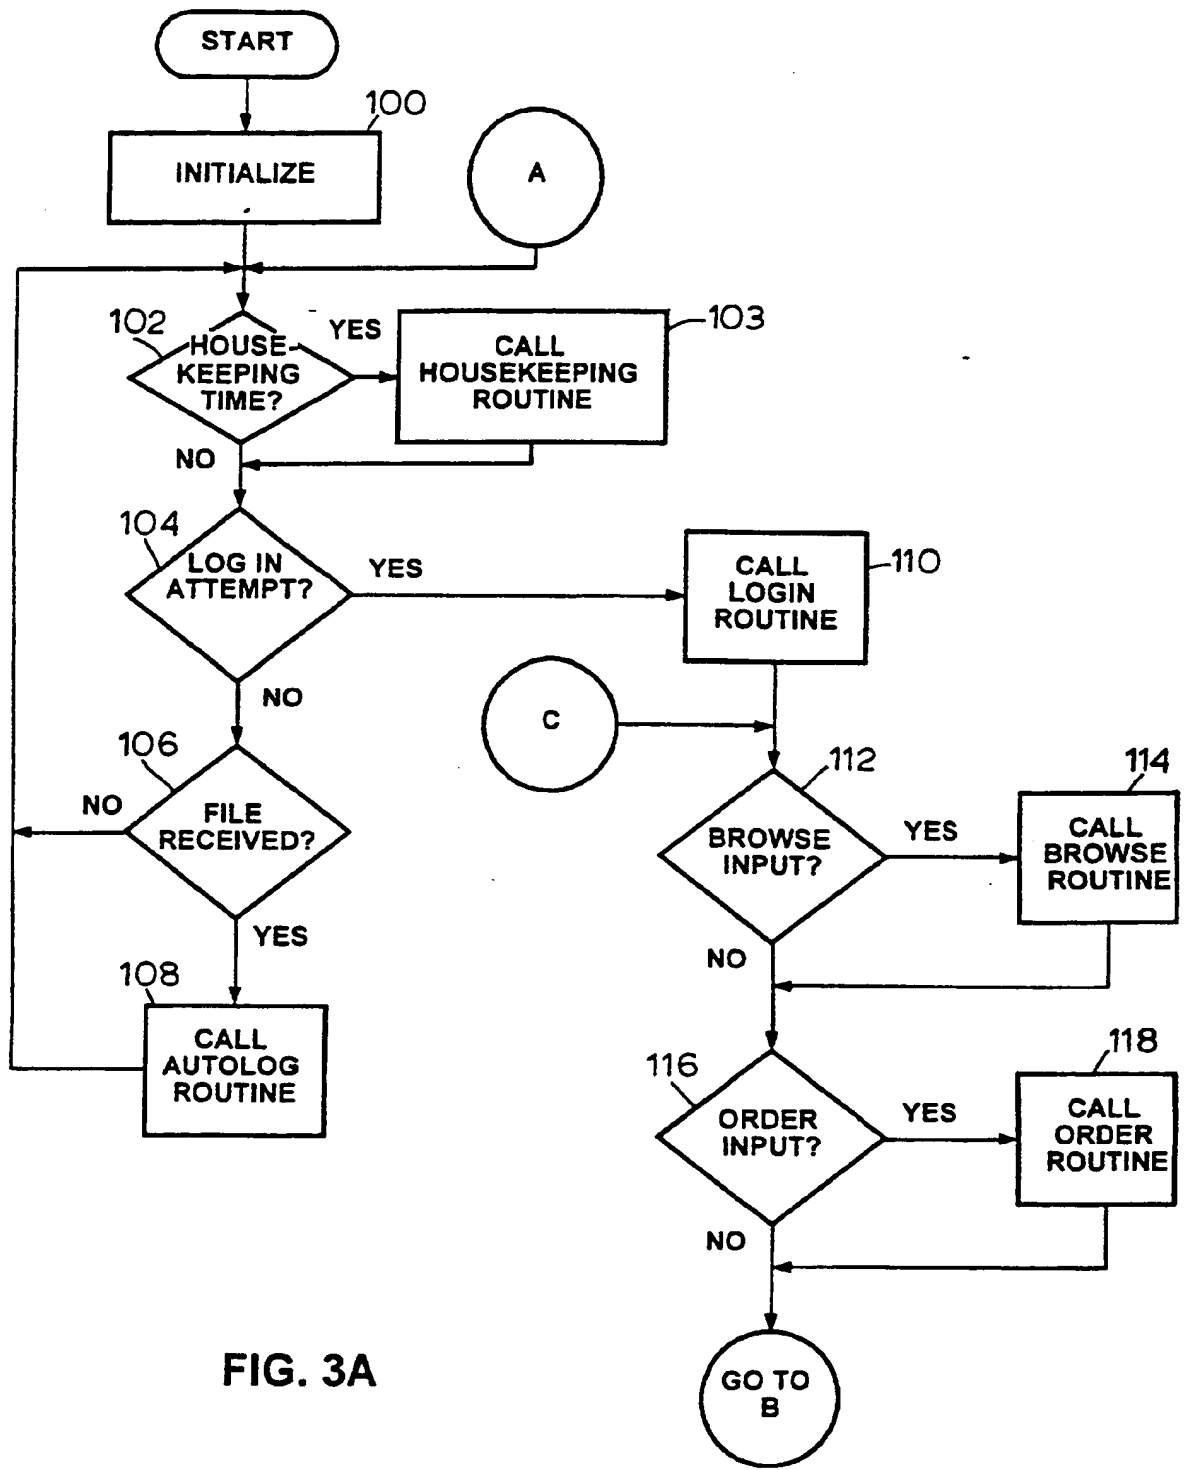 START
100
INITIALIZE
A
102
HOUSE-
KEEPING
TIME?
YES
103
CALL
HOUSEKEEPING
ROUTINE
NO
104
LOG IN
ATTEMPT?
YES
110
CALL
LOGIN
ROUTINE
NO
C
106
FILE
RECEIVED?
NO
YES
112
BROWSE
INPUT?
YES
114
CALL
BROWSE
ROUTINE
NO
108
CALL
AUTOLOG
ROUTINE
116
ORDER
INPUT?
YES
118
CALL
ORDER
ROUTINE
NO
GO TO
B
FIG. 3A